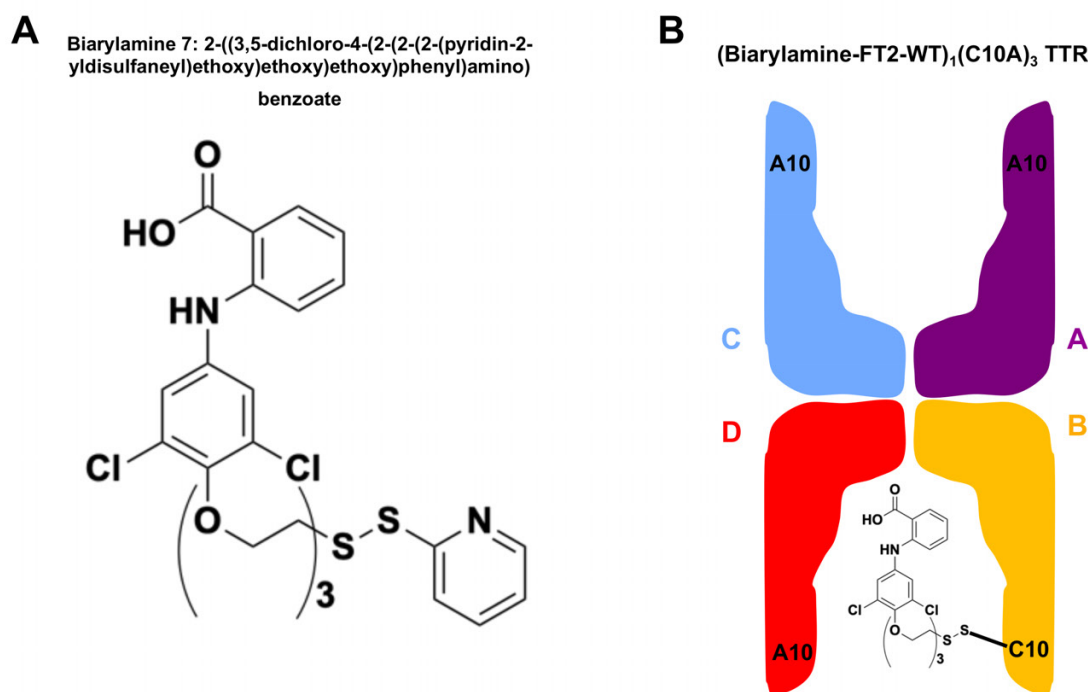 A
Biarylamine 7: 2-((3,5-dichloro-4-(2-(2-(2-(pyridin-2-
yldisulfaneyl)ethoxy)ethoxy)ethoxy)phenyl)amino)
benzoate
O
HO
HN
Cl
Cl
O
S
S
N
3
B
(Biarylamine-FT2-WT)₁(C10A)₃ TTR
A10
A10
C
A
D
B
O
HO
HN
Cl
Cl
O
S
S
3
A10
C10